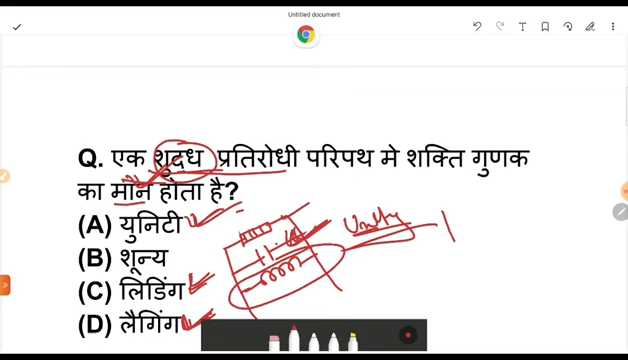 Untitled document
Q. एक शुद्ध प्रतिरोधी परिपथ मे शक्ति गुणक
का मान होता है?
(A) युनिटी
(B) शून्य
(C) लिडिंग
(D) लैगिंग
Unity